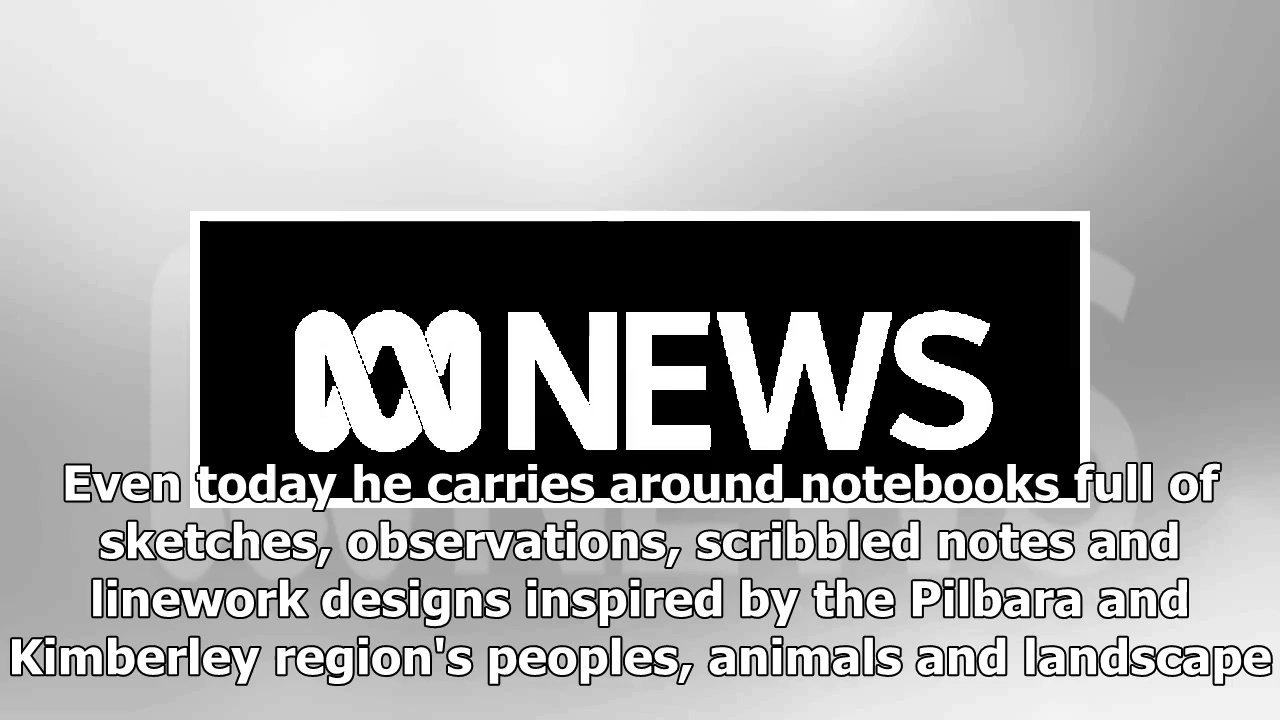 NEWS
Even today he carries around notebooks full of
sketches, observations, scribbled notes and
linework designs inspired by the Pilbara and
Kimberley region's peoples, animals and landscape